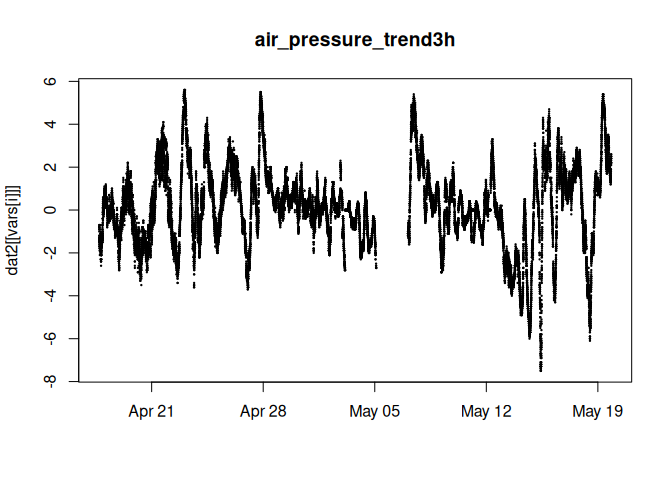 air_pressure_trend3h
dat2[[vars[i]]]
6
4
2
0
-2
-4
-6
-8
Apr 21
Apr 28
May 05
May 12
May 19